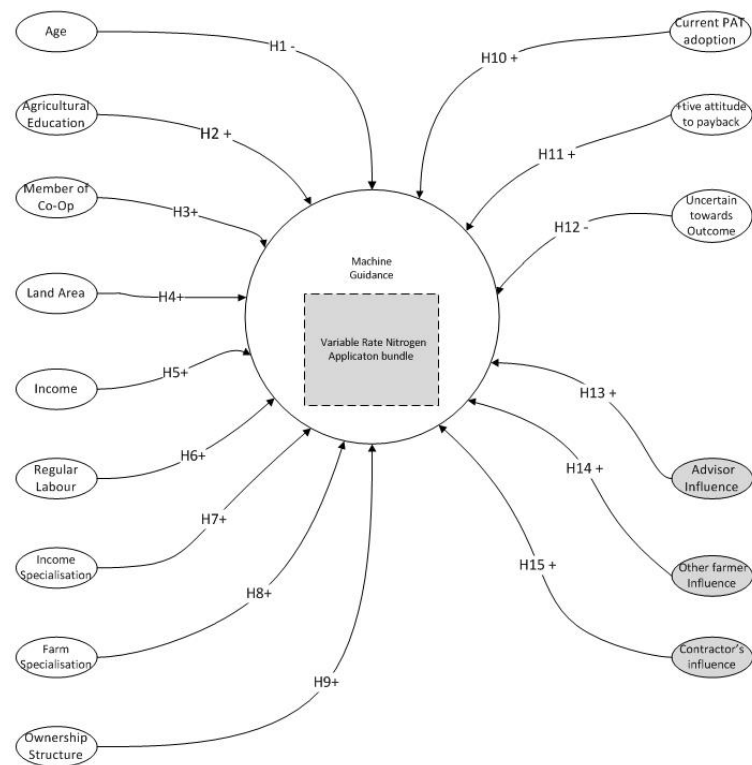 Age
H1 -
Agricultural
Education
H2 +
Member of
Co-Op
H3+
Land Area
H4+
Income
H5+
Regular
Labour
H6+
Income
Specialisation
H7+
Farm
Specialisation
H8+
Ownership
Structure
H9+
Machine
Guidance
Variable Rate Nitrogen
Applicaton bundle
Current PAT
adoption
H10 +
+tive attitude
to payback
H11 +
Uncertain
towards
Outcome
H12 -
H13 +
Advisor
Influence
H14 +
Other farmer
Influence
H15 +
Contractor's
influence